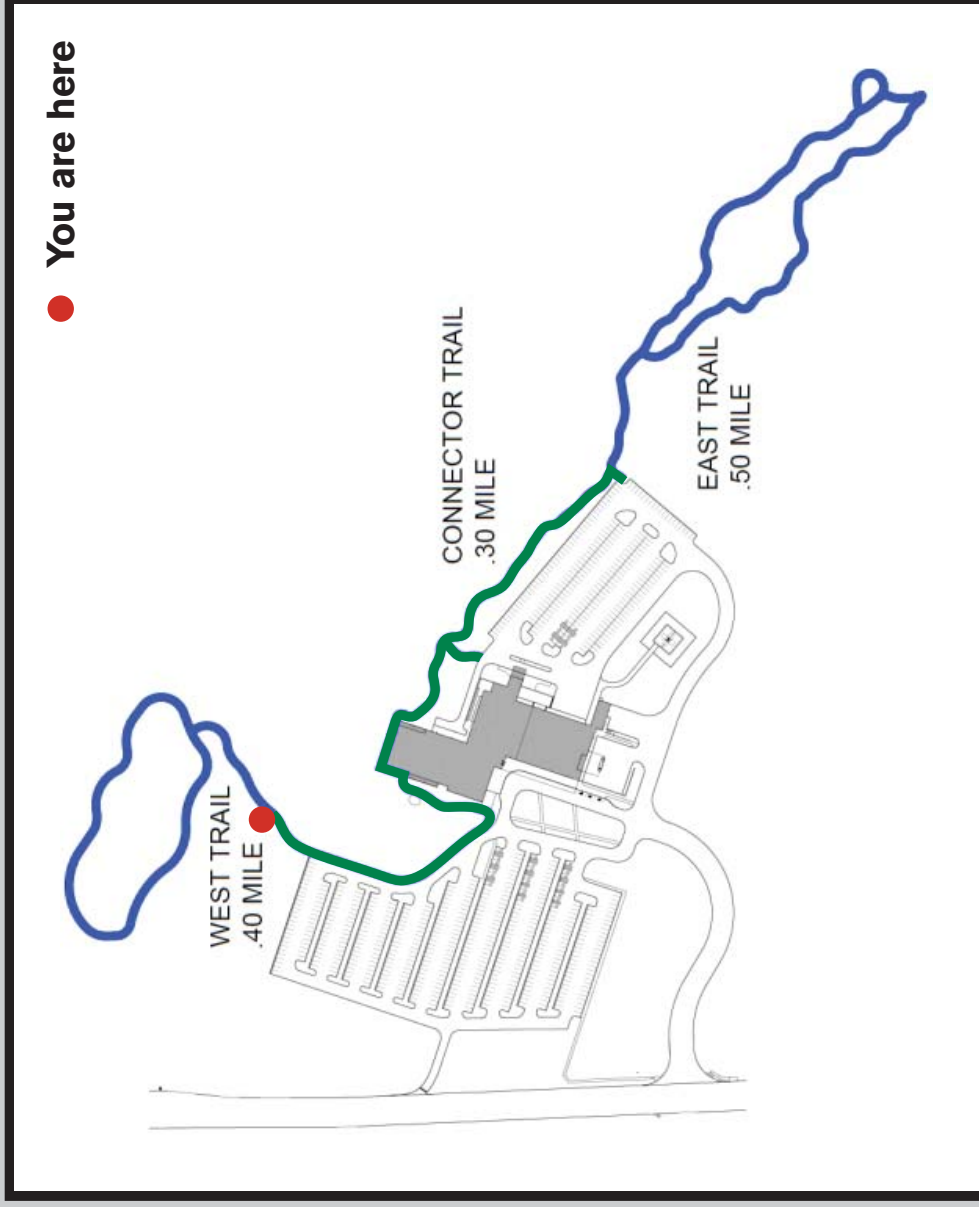 You are here
WEST TRAIL
.40 MILE
CONNECTOR TRAIL
.30 MILE
EAST TRAIL
.50 MILE